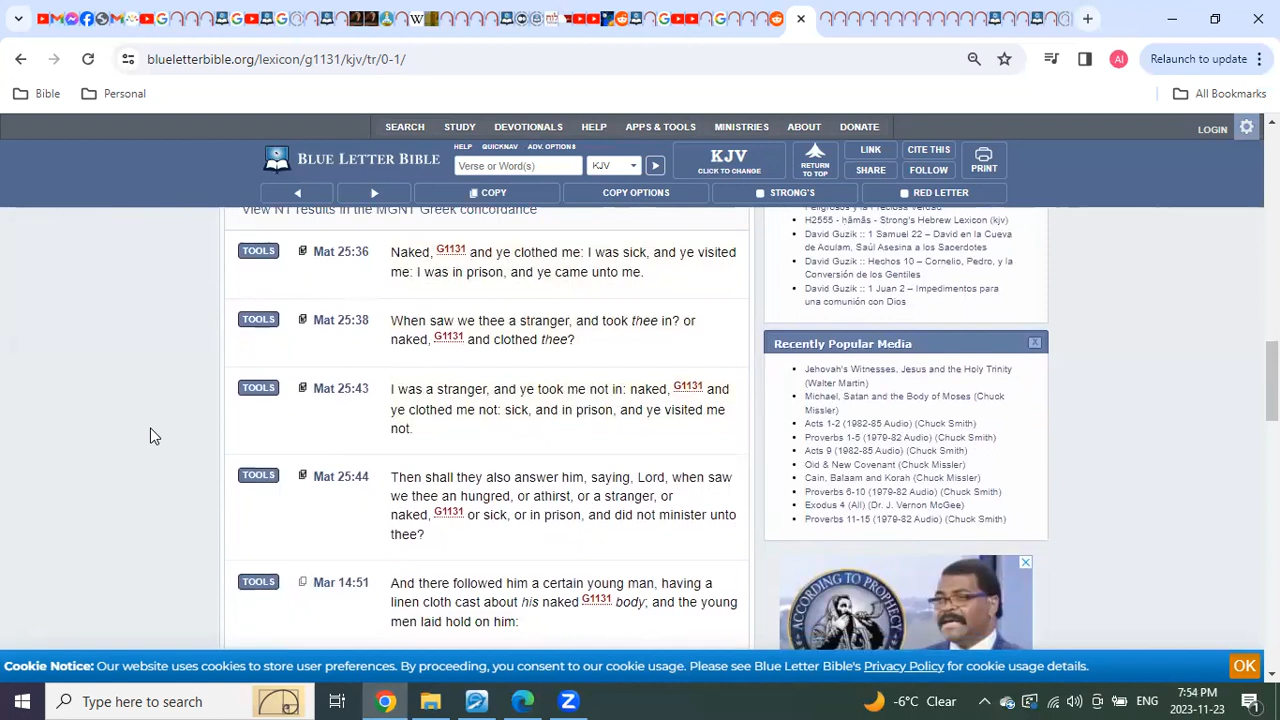 blueletterbible.org/lexicon/g1131/kjv/tr/0-1/
AI
Relaunch to update
Bible
Personal
All Bookmarks
SEARCH STUDY DEVOTIONALS HELP APPS & TOOLS MINISTRIES ABOUT DONATE
LOGIN
BLUE LETTER BIBLE
HELP QUICKNAV ADV. OPTIONS
Verse or Word(s)
KJV
KJV
CLICK TO CHANGE
RETURN
TO TOP
LINK
CITE THIS
SHARE
FOLLOW
PRINT
COPY
COPY OPTIONS
STRONG'S
RED LETTER
View NT results in the MGNT Greek concordance
TOOLS
Mat 25:36
Naked, G1131 and ye clothed me: I was sick, and ye visited
me: I was in prison, and ye came unto me.
TOOLS
Mat 25:38
When saw we thee a stranger, and took thee in? or
naked, G1131 and clothed thee?
TOOLS
Mat 25:43
I was a stranger, and ye took me not in: naked, G1131 and
ye clothed me not: sick, and in prison, and ye visited me
not.
TOOLS
Mat 25:44
Then shall they also answer him, saying, Lord, when saw
we thee an hungred, or athirst, or a stranger, or
naked, G1131 or sick, or in prison, and did not minister unto
thee?
TOOLS
Mar 14:51
And there followed him a certain young man, having a
linen cloth cast about his naked G1131 body; and the young
men laid hold on him:
Peligrosos y la Preciosa Verdad
H2555 - ḥāmās - Strong's Hebrew Lexicon (kjv)
David Guzik :: 1 Samuel 22 – David en la Cueva
de Adulam, Saúl Asesina a los Sacerdotes
David Guzik :: Hechos 10 – Cornelio, Pedro, y la
Conversión de los Gentiles
David Guzik :: 1 Juan 2 – Impedimentos para
una comunión con Dios
Recently Popular Media
Jehovah's Witnesses, Jesus and the Holy Trinity
(Walter Martin)
Michael, Satan and the Body of Moses (Chuck
Missler)
Acts 1-2 (1982-85 Audio) (Chuck Smith)
Proverbs 1-5 (1979-82 Audio) (Chuck Smith)
Acts 9 (1982-85 Audio) (Chuck Smith)
Old & New Covenant (Chuck Missler)
Cain, Balaam and Korah (Chuck Missler)
Proverbs 6-10 (1979-82 Audio) (Chuck Smith)
Exodus 4 (All) (Dr. J. Vernon McGee)
Proverbs 11-15 (1979-82 Audio) (Chuck Smith)
ACCORDING TO PROPHECY
Cookie Notice: Our website uses cookies to store user preferences. By proceeding, you consent to our cookie usage. Please see Blue Letter Bible's Privacy Policy for cookie usage details.
OK
Type here to search
-6°C Clear
ENG
7:54 PM
2023-11-23